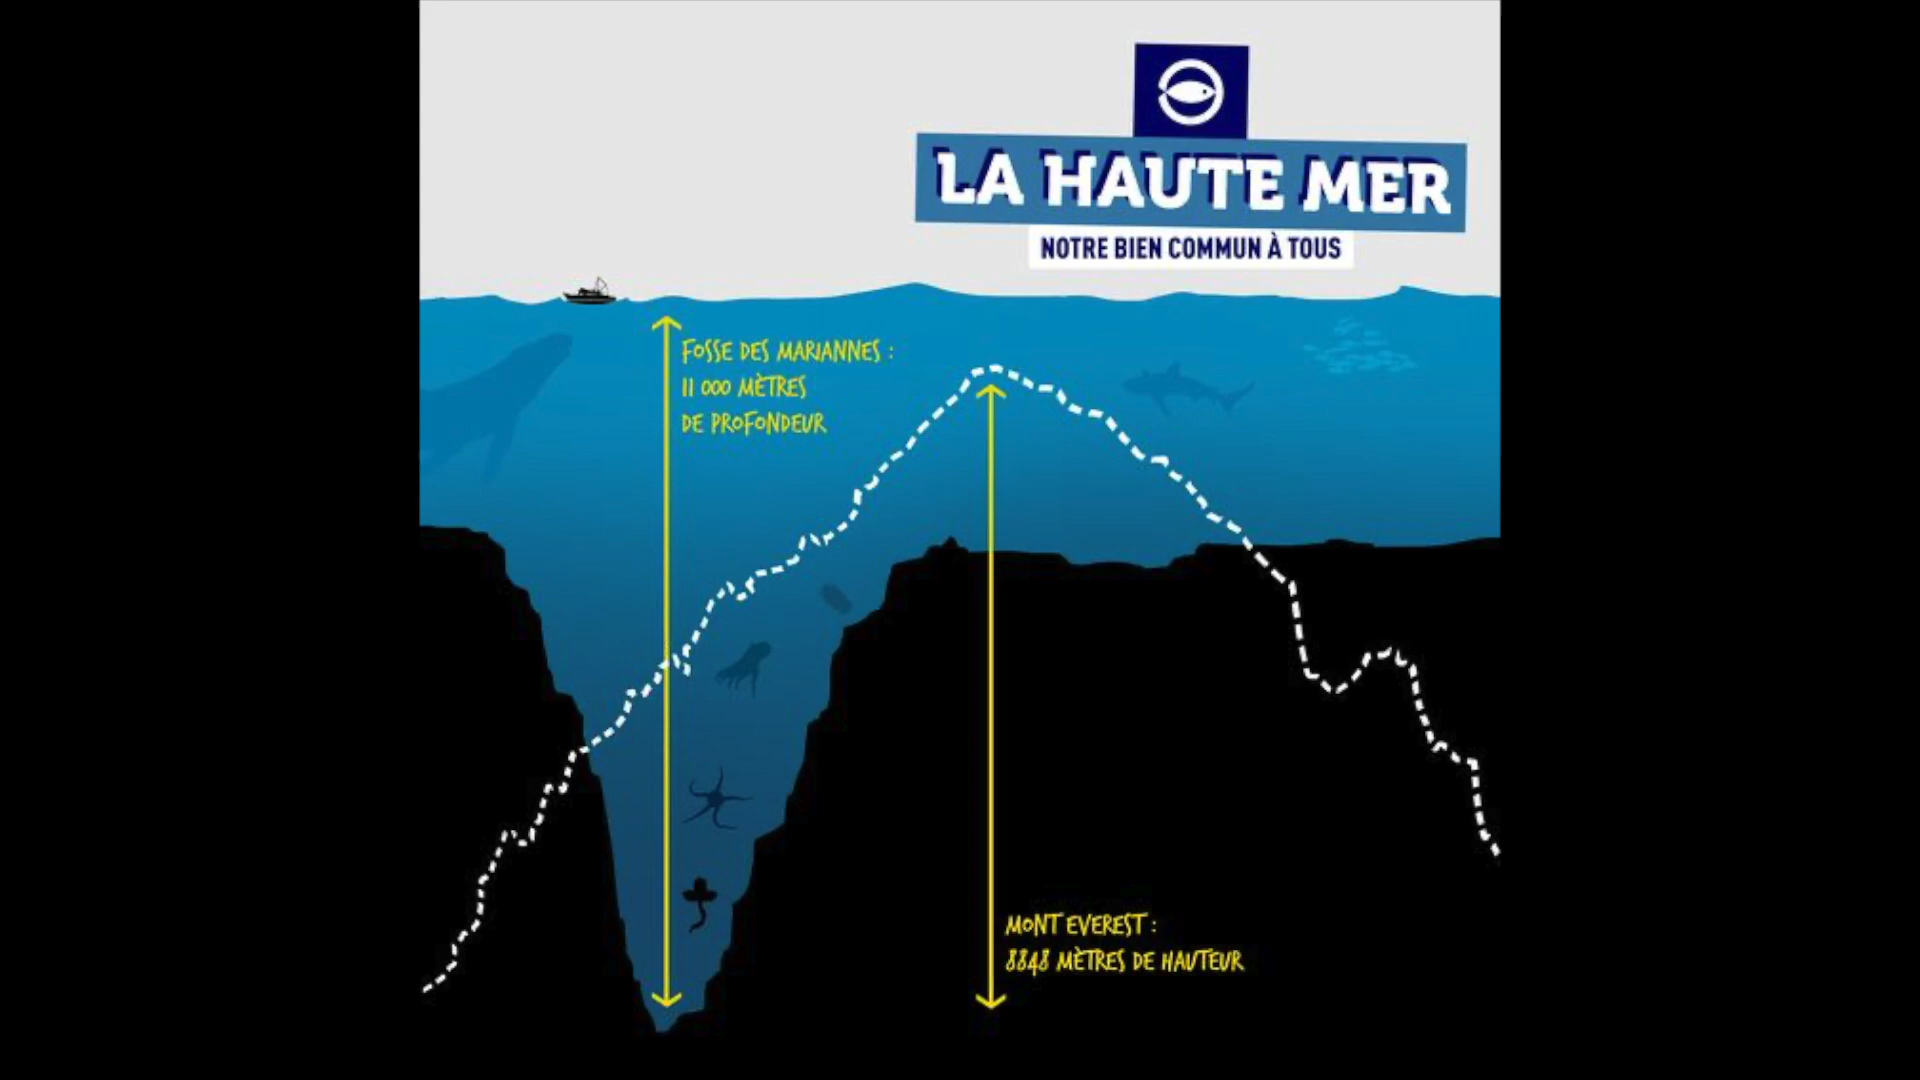 LA HAUTE MER
NOTRE BIEN COMMUN À TOUS
FOSSE DES MARIANNES :
11 000 MÈTRES
DE PROFONDEUR
MONT EVEREST :
8848 MÈTRES DE HAUTEUR